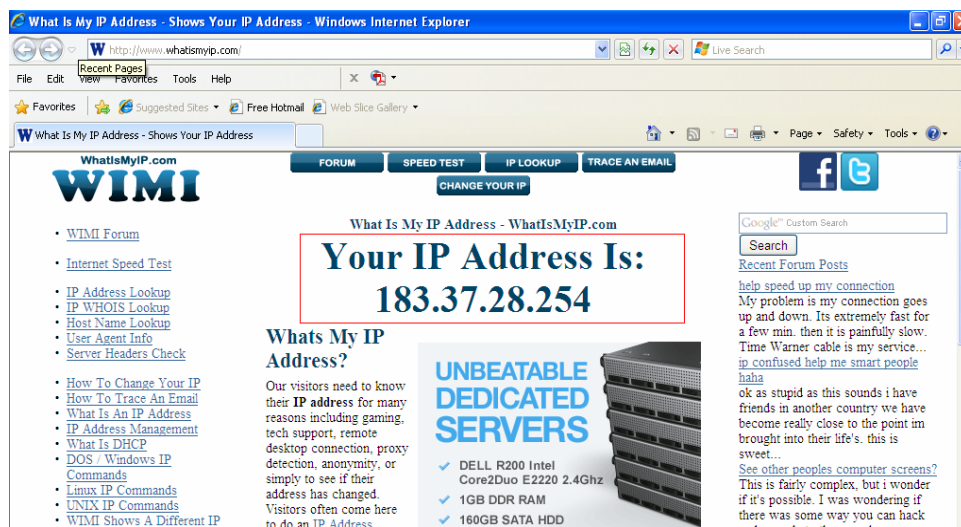 What Is My IP Address - Shows Your IP Address - Windows Internet Explorer
http://www.whatismyip.com/
Live Search
Recent Pages
File Edit View Favorites Tools Help
Favorites
Suggested Sites
Free Hotmail
Web Slice Gallery
What Is My IP Address - Shows Your IP Address
Page Safety Tools
WhatIsMyIP.com
WIMI
FORUM
SPEED TEST
IP LOOKUP
TRACE AN EMAIL
CHANGE YOUR IP
• WIMI Forum
• Internet Speed Test
• IP Address Lookup
• IP WHOIS Lookup
• Host Name Lookup
• User Agent Info
• Server Headers Check
• How To Change Your IP
• How To Trace An Email
• What Is An IP Address
• IP Address Management
• What Is DHCP
• DOS / Windows IP
Commands
• Linux IP Commands
• UNIX IP Commands
• WIMI Shows A Different IP
What Is My IP Address - WhatIsMyIP.com
Your IP Address Is:
183.37.28.254
Whats My IP
Address?
Our visitors need to know
their IP address for many
reasons including gaming,
tech support, remote
desktop connection, proxy
detection, anonymity, or
simply to see if their
address has changed.
Visitors often come here
to do an IP Address
UNBEATABLE
DEDICATED
SERVERS
DELL R200 Intel
Core2Duo E2220 2.4Ghz
1GB DDR RAM
160GB SATA HDD
Google™ Custom Search
Search
Recent Forum Posts
help speed up my connection
My problem is my connection goes
up and down. Its extremely fast for
a few min. then it is painfully slow.
Time Warner cable is my service...
ip confused help me smart people
haha
ok as stupid as this sounds i have
friends in another country we have
become really close to the point im
brought into their life's. this is
sweet...
See other peoples computer screens?
This is fairly complex, but i wonder
if it's possible. I was wondering if
there was some way you can hack